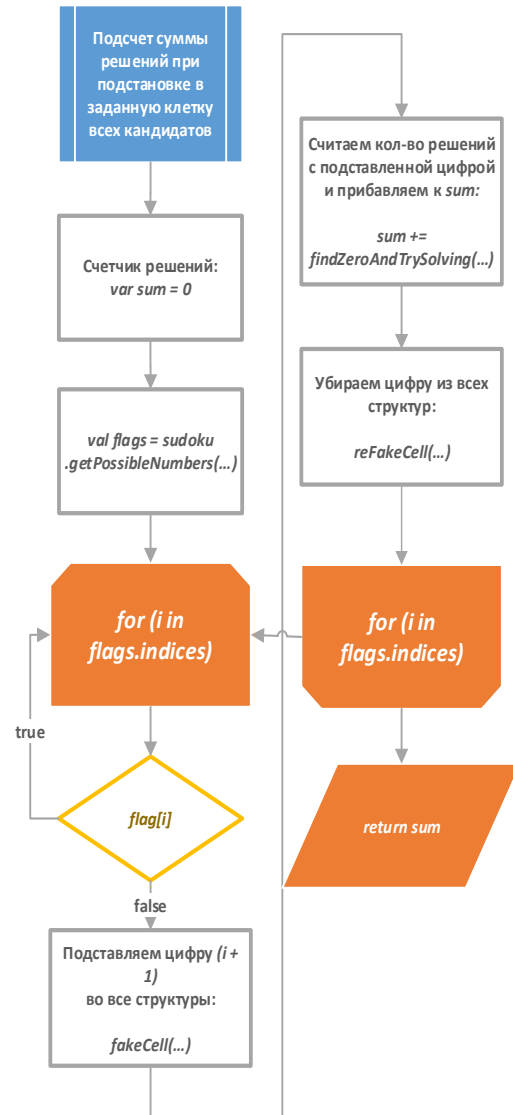 Подсчет суммы
решений при
подстановке в
заданную клетку
всех кандидатов
Счетчик решений:
var sum = 0
val flags = sudoku
.getPossibleNumbers(...)
for (i in
flags.indices)
true
flag[i]
false
Подставляем цифру (i +
1)
во все структуры:
fakeCell(...)
Считаем кол-во решений
с подставленной цифрой
и прибавляем к sum:
sum +=
findZeroAndTrySolving(...)
Убираем цифру из всех
структур:
reFakeCell(...)
for (i in
flags.indices)
return sum